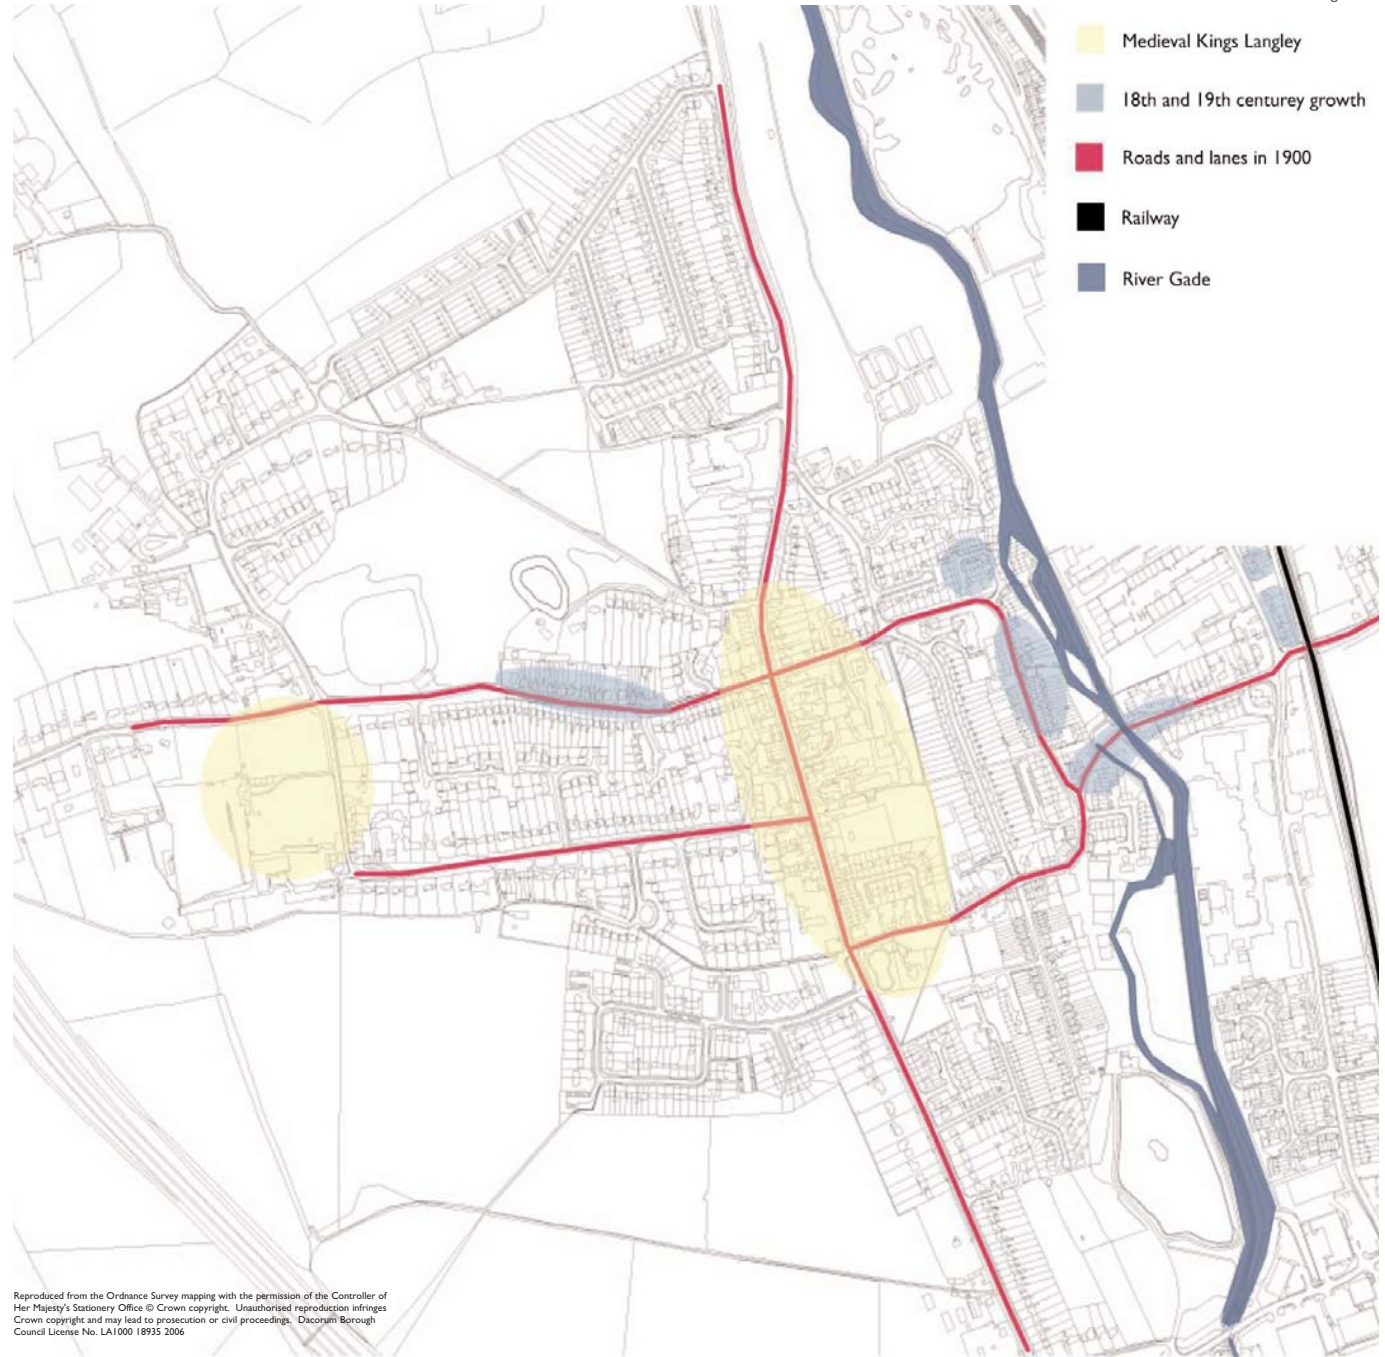 Medieval Kings Langley
18th and 19th centurey growth
Roads and lanes in 1900
Railway
River Gade
Reproduced from the Ordnance Survey mapping with the permission of the Controller of
Her Majesty's Stationery Office © Crown copyright. Unauthorised reproduction infringes
Crown copyright and may lead to prosecution or civil proceedings. Dacorum Borough
Council License No. LA1000 18935 2006